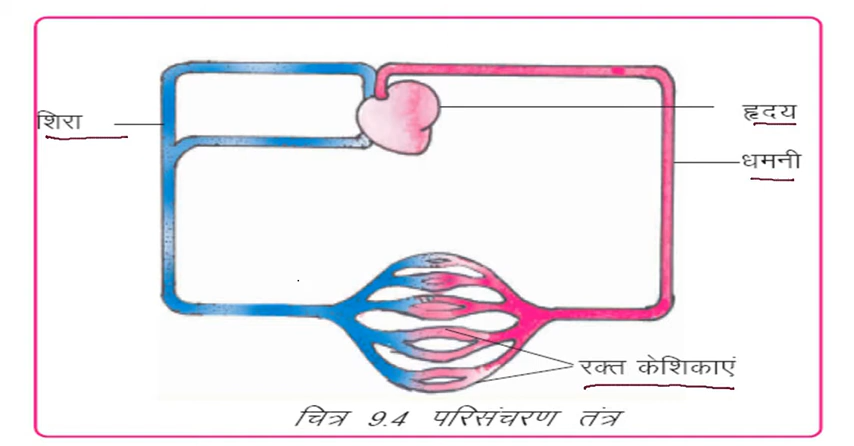 शिरा
हृदय
धमनी
रक्त केशिकाएं
चित्र 9.4 परिसंचरण तंत्र